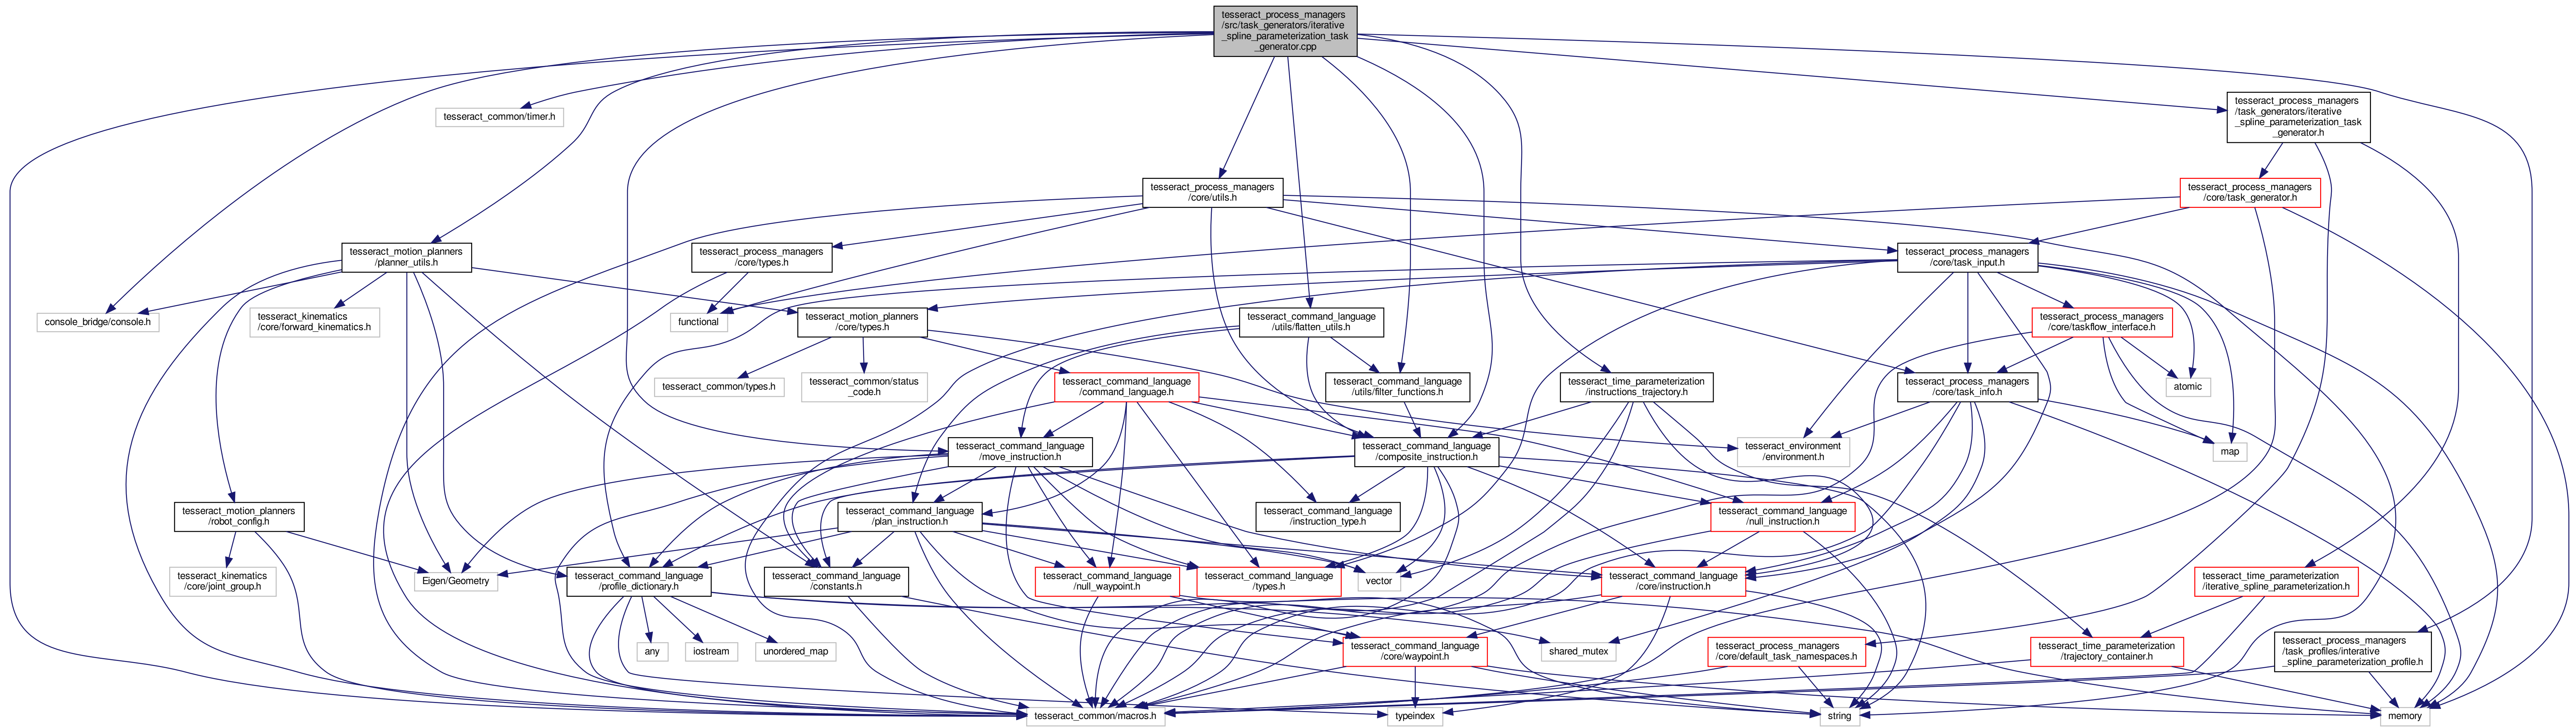 tesseract_process_managers
/src/task_generators/iterative
_spline_parameterization_task
_generator.cpp
tesseract_common/timer.h
tesseract_process_managers
/task_generators/iterative
_spline_parameterization_task
_generator.h
tesseract_process_managers
/core/utils.h
tesseract_process_managers
/core/task_generator.h
tesseract_motion_planners
/planner_utils.h
tesseract_process_managers
/core/types.h
tesseract_process_managers
/core/task_input.h
console_bridge/console.h
tesseract_kinematics
/core/forward_kinematics.h
functional
tesseract_motion_planners
/core/types.h
tesseract_command_language
/utils/flatten_utils.h
tesseract_process_managers
/core/taskflow_interface.h
tesseract_common/types.h
tesseract_common/status
_code.h
tesseract_command_language
/command_language.h
tesseract_command_language
/utils/filter_functions.h
tesseract_time_parameterization
/instructions_trajectory.h
tesseract_process_managers
/core/task_info.h
atomic
tesseract_command_language
/move_instruction.h
tesseract_command_language
/composite_instruction.h
tesseract_environment
/environment.h
map
tesseract_motion_planners
/robot_config.h
tesseract_command_language
/plan_instruction.h
tesseract_command_language
/instruction_type.h
tesseract_command_language
/null_instruction.h
tesseract_kinematics
/core/joint_group.h
Eigen/Geometry
tesseract_command_language
/profile_dictionary.h
tesseract_command_language
/constants.h
tesseract_command_language
/null_waypoint.h
tesseract_command_language
/types.h
vector
tesseract_command_language
/core/instruction.h
tesseract_time_parameterization
/iterative_spline_parameterization.h
any
iostream
unordered_map
tesseract_command_language
/core/waypoint.h
shared_mutex
tesseract_process_managers
/core/default_task_namespaces.h
tesseract_time_parameterization
/trajectory_container.h
tesseract_process_managers
/task_profiles/iterative
_spline_parameterization_profile.h
tesseract_common/macros.h
typeindex
string
memory